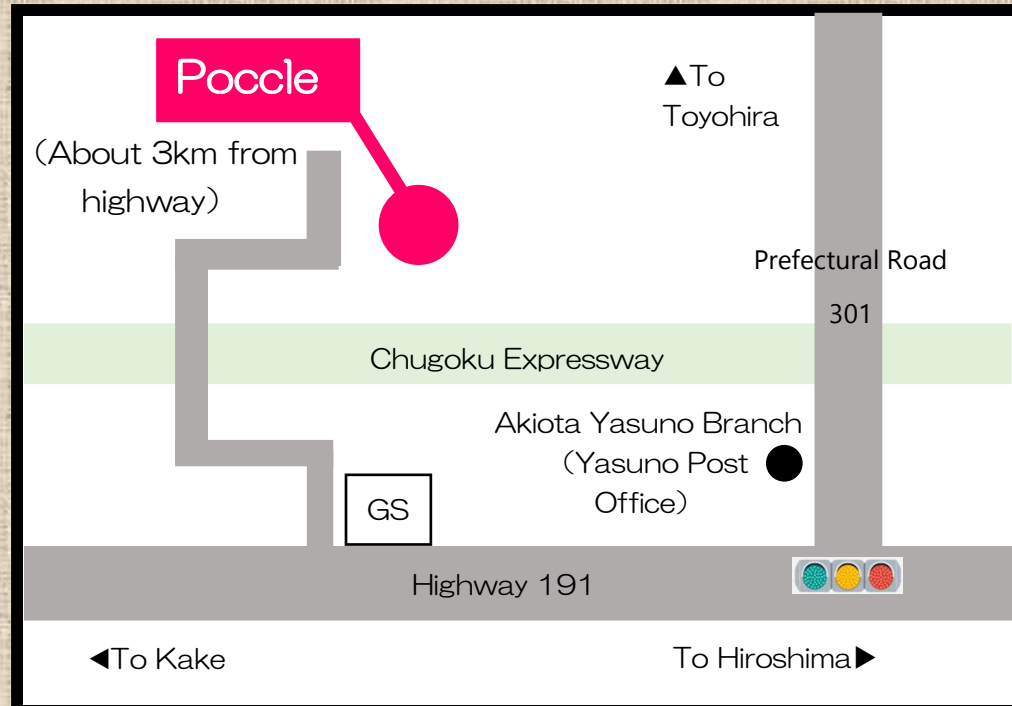 Poccle
（About 3km from
highway）
▲To
Toyohira
Prefectural Road
301
Chugoku Expressway
Akiota Yasuno Branch
（Yasuno Post
Office）
GS
Highway 191
◀To Kake
To Hiroshima▶